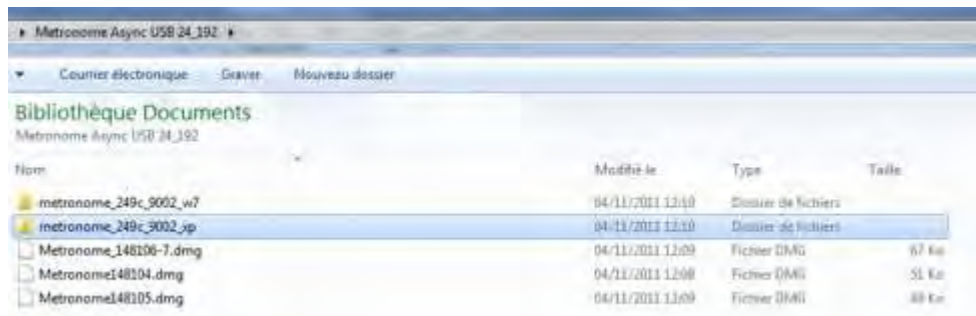 Metronome Async USB 24_192
Courrier électronique Graver Nouveau dossier
Bibliothèque Documents
Metronome Async USB 24_192
Nom Modifié le Type Taille
metronome_249c_9002_w7 04/11/2011 12:10 Dossier de fichiers
metronome_249c_9002_xp 04/11/2011 12:10 Dossier de fichiers
Metronome_148106-7.dmg 04/11/2011 12:09 Fichier DMG 67 Ko
Metronome148104.dmg 04/11/2011 12:08 Fichier DMG 51 Ko
Metronome148105.dmg 04/11/2011 12:09 Fichier DMG Ko